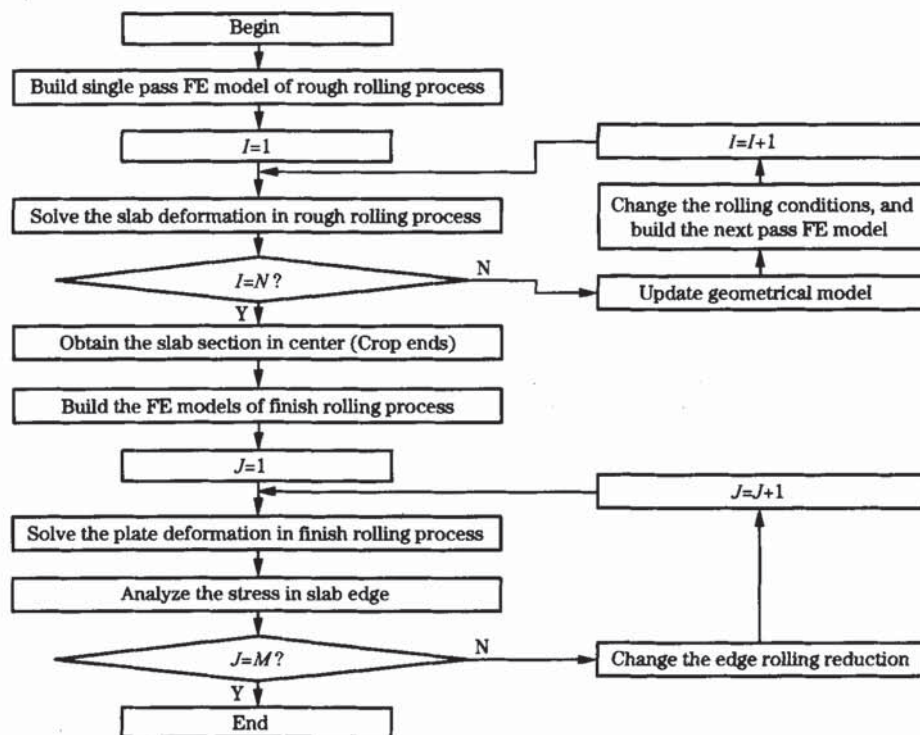 Begin
Build single pass FE model of rough rolling process
I=1
I=I+1
Solve the slab deformation in rough rolling process
Change the rolling conditions, and
build the next pass FE model
I=N?
N
Update geometrical model
Y
Obtain the slab section in center (Crop ends)
Build the FE models of finish rolling process
J=1
J=J+1
Solve the plate deformation in finish rolling process
Analyze the stress in slab edge
J=M?
N
Change the edge rolling reduction
Y
End